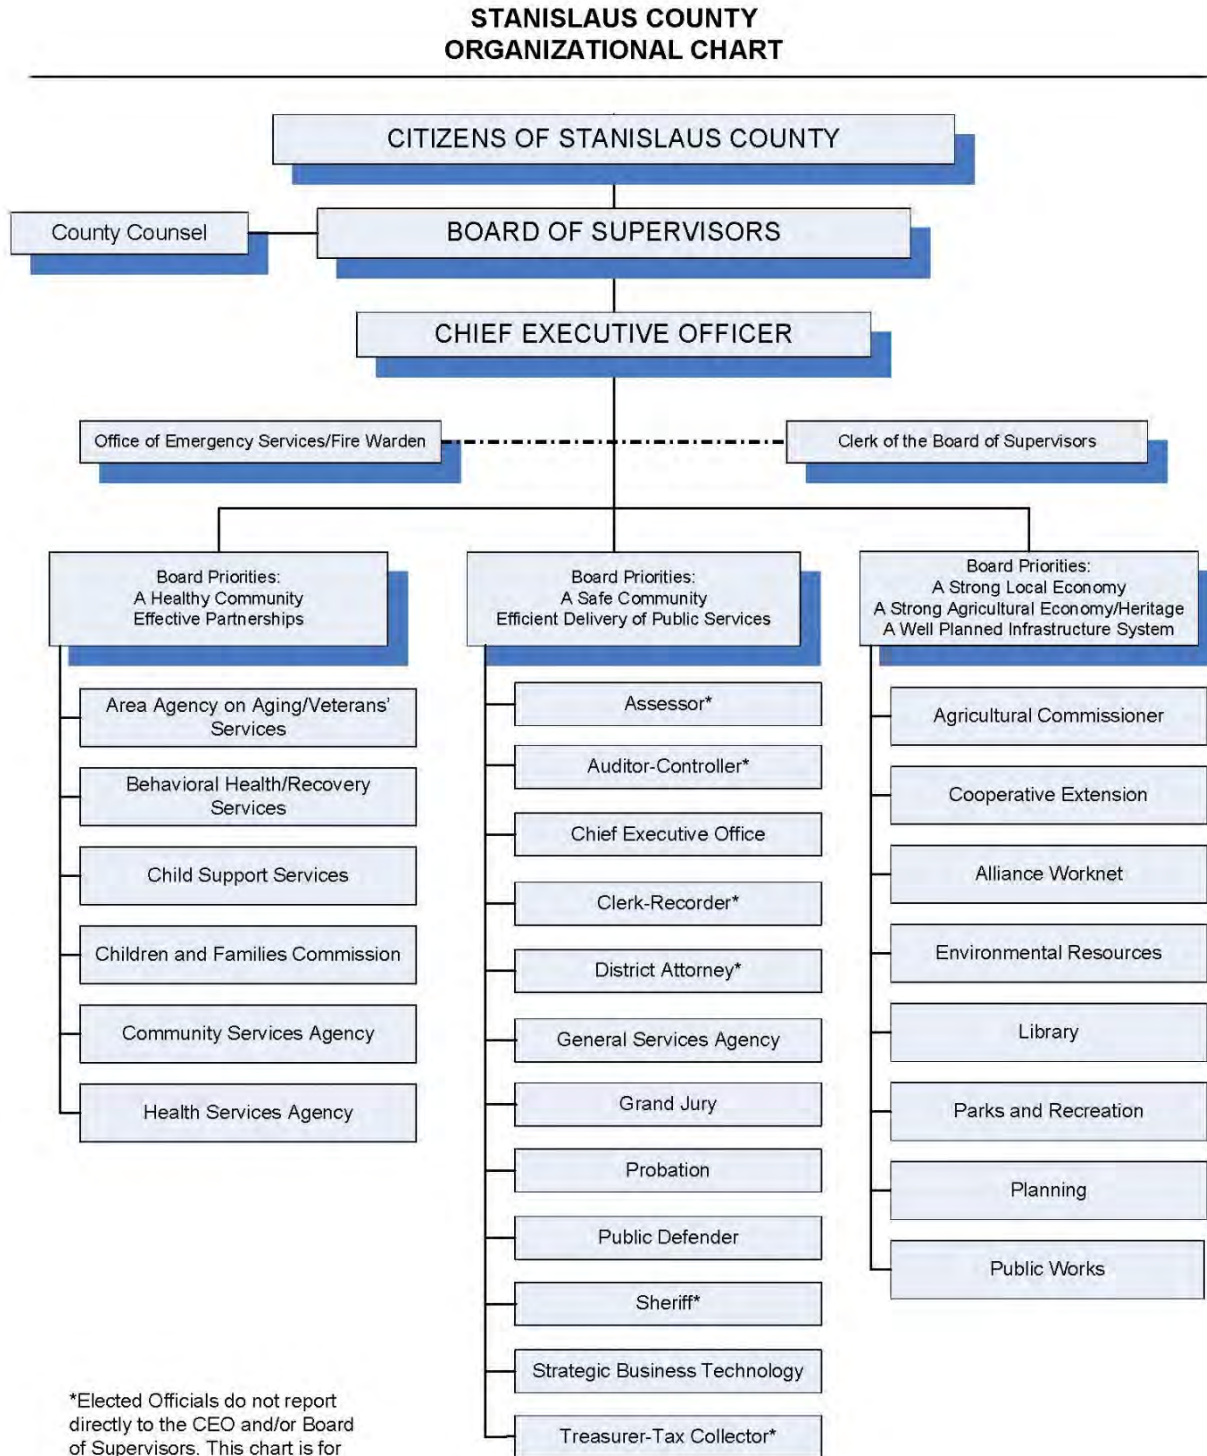 STANISLAUS COUNTY
ORGANIZATIONAL CHART
CITIZENS OF STANISLAUS COUNTY
County Counsel
BOARD OF SUPERVISORS
CHIEF EXECUTIVE OFFICER
Office of Emergency Services/Fire Warden
Clerk of the Board of Supervisors
Board Priorities:
A Healthy Community
Effective Partnerships
Area Agency on Aging/Veterans'
Services
Behavioral Health/Recovery
Services
Child Support Services
Children and Families Commission
Community Services Agency
Health Services Agency
Board Priorities:
A Safe Community
Efficient Delivery of Public Services
Assessor*
Auditor-Controller*
Chief Executive Office
Clerk-Recorder*
District Attorney*
General Services Agency
Grand Jury
Probation
Public Defender
Sheriff*
Strategic Business Technology
Treasurer-Tax Collector*
Board Priorities:
A Strong Local Economy
A Strong Agricultural Economy/Heritage
A Well Planned Infrastructure System
Agricultural Commissioner
Cooperative Extension
Alliance Worknet
Environmental Resources
Library
Parks and Recreation
Planning
Public Works
*Elected Officials do not report
directly to the CEO and/or Board
of Supervisors. This chart is for